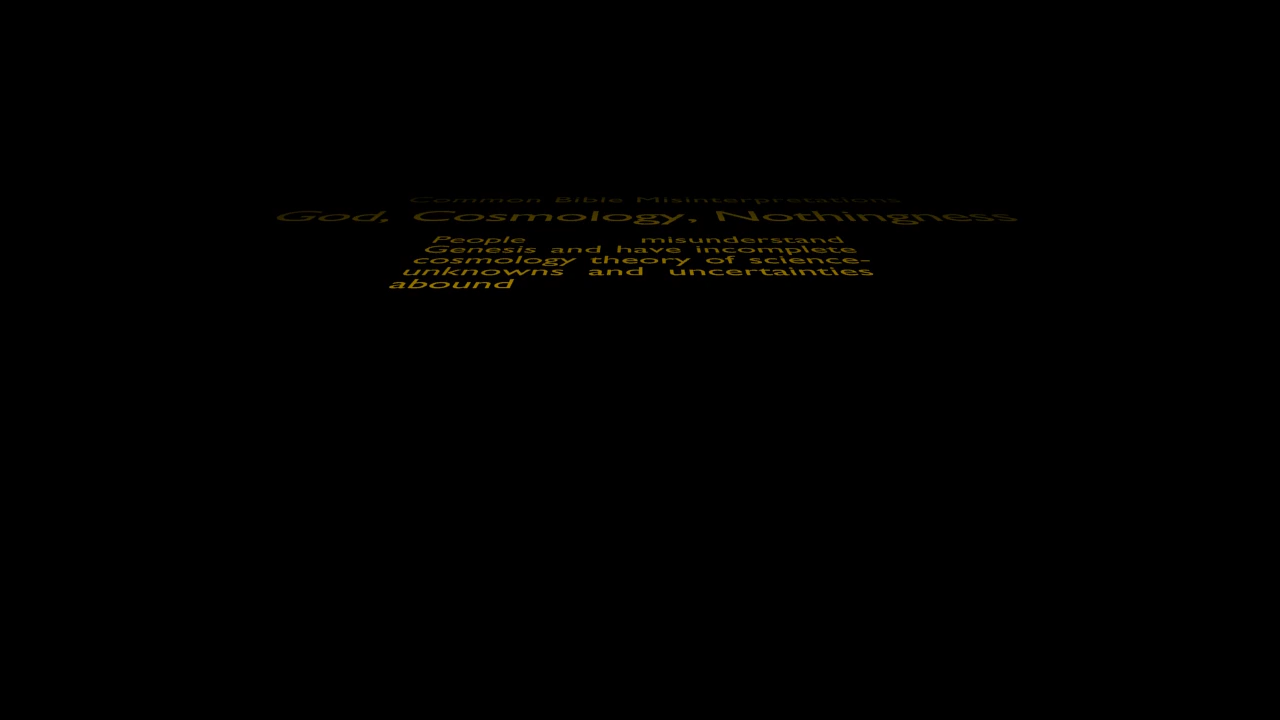 Common Bible Misinterpretations
God, Cosmology, Nothingness
People misunderstand
Genesis and have incomplete
cosmology theory of science-
unknowns and uncertainties
abound